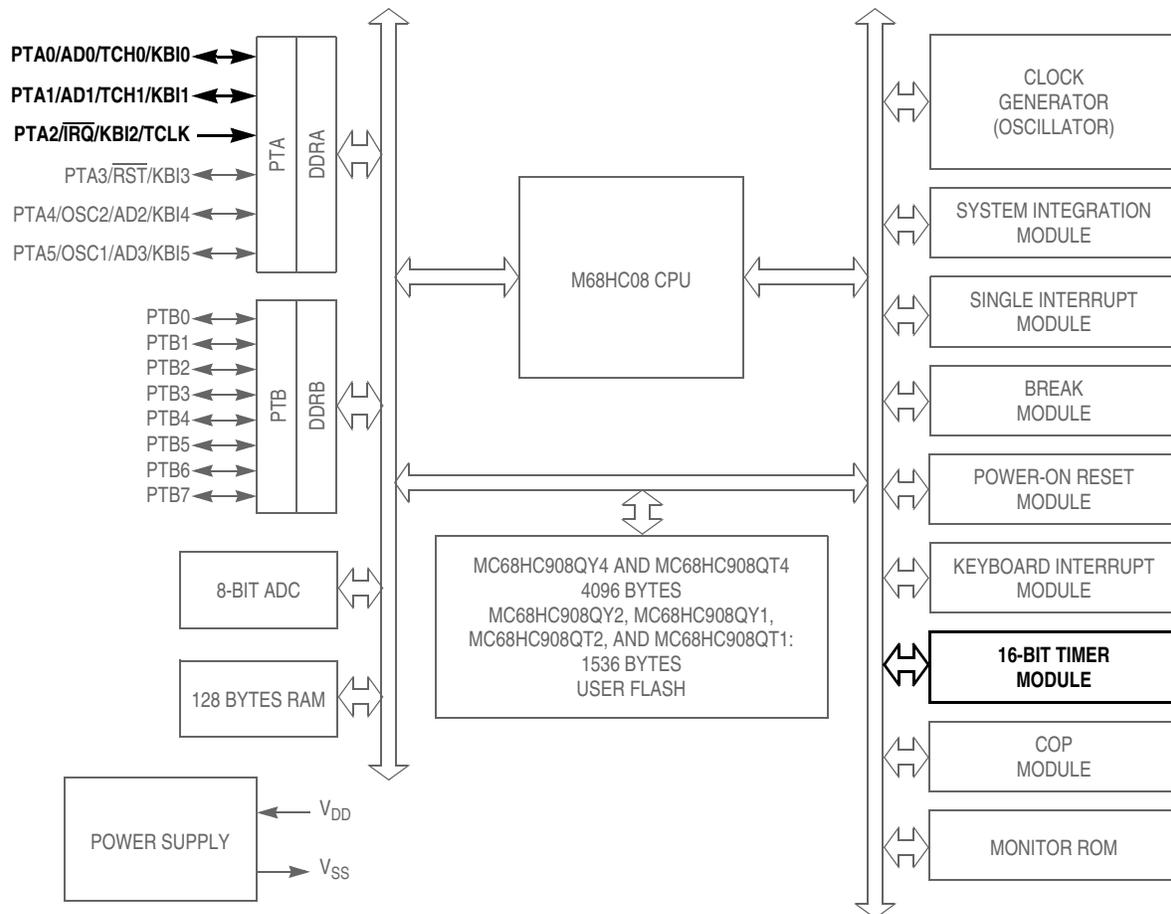 PTA0/AD0/TCH0/KBI0
PTA1/AD1/TCH1/KBI1
PTA2/IRQ/KBI2/TCLK
PTA3/RST/KBI3
PTA4/OSC2/AD2/KBI4
PTA5/OSC1/AD3/KBI5
PTA
DDRA
PTB0
PTB1
PTB2
PTB3
PTB4
PTB5
PTB6
PTB7
PTB
DDRB
8-BIT ADC
128 BYTES RAM
POWER SUPPLY
VDD
VSS
M68HC08 CPU
MC68HC908QY4 AND MC68HC908QT4
4096 BYTES
MC68HC908QY2, MC68HC908QY1,
MC68HC908QT2, AND MC68HC908QT1:
1536 BYTES
USER FLASH
CLOCK
GENERATOR
(OSCILLATOR)
SYSTEM INTEGRATION
MODULE
SINGLE INTERRUPT
MODULE
BREAK
MODULE
POWER-ON RESET
MODULE
KEYBOARD INTERRUPT
MODULE
16-BIT TIMER
MODULE
COP
MODULE
MONITOR ROM